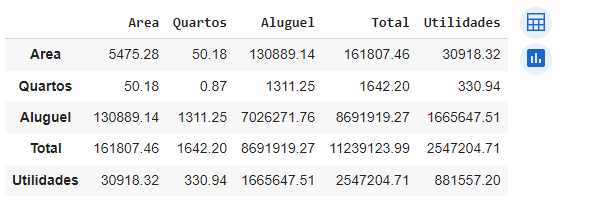 Area Quartos Aluguel Total Utilidades
Area 5475.28 50.18 130889.14 161807.46 30918.32
Quartos 50.18 0.87 1311.25 1642.20 330.94
Aluguel 130889.14 1311.25 7026271.76 8691919.27 1665647.51
Total 161807.46 1642.20 8691919.27 11239123.99 2547204.71
Utilidades 30918.32 330.94 1665647.51 2547204.71 881557.20